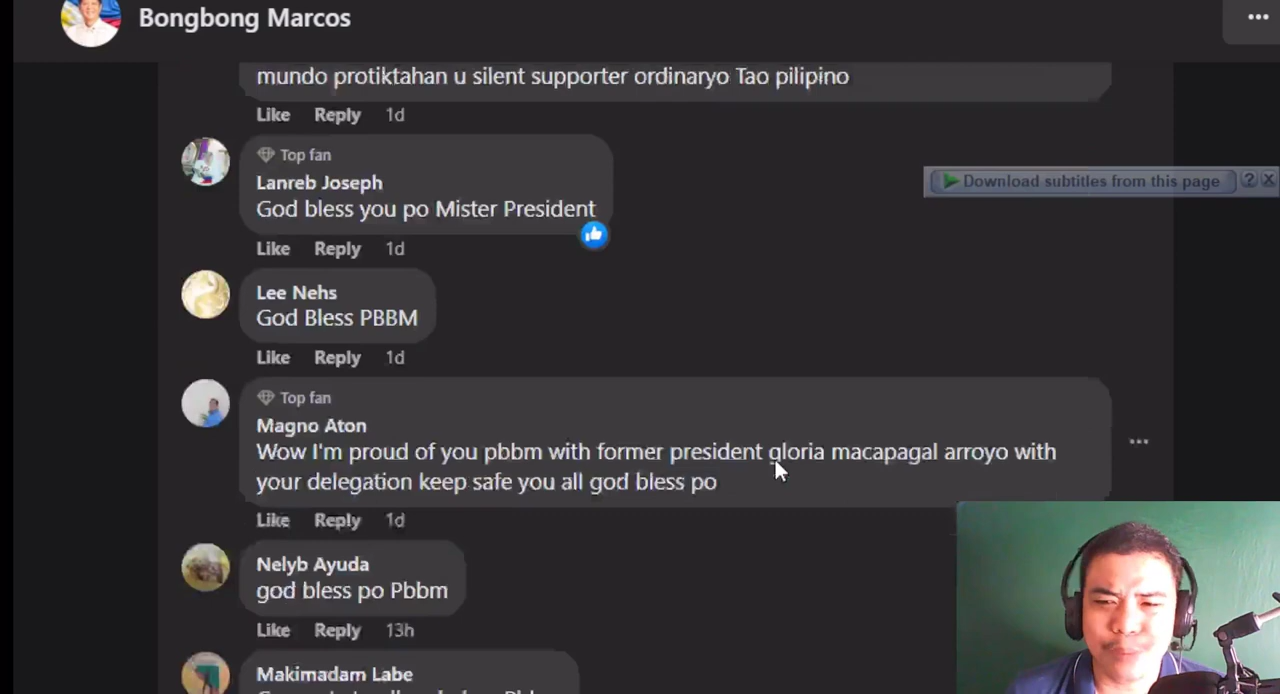 Bongbong Marcos
mundo protiktahan u silent supporter ordinaryo Tao pilipino
Like Reply 1d
Top fan
Lanreb Joseph
God bless you po Mister President
Like Reply 1d
Download subtitles from this page ? X
Lee Nehs
God Bless PBBM
Like Reply 1d
Top fan
Magno Aton
Wow I'm proud of you pbbm with former president gloria macapagal arroyo with
your delegation keep safe you all god bless po
Like Reply 1d
Nelyb Ayuda
god bless po Pbbm
Like Reply 13h
Makimadam Labe